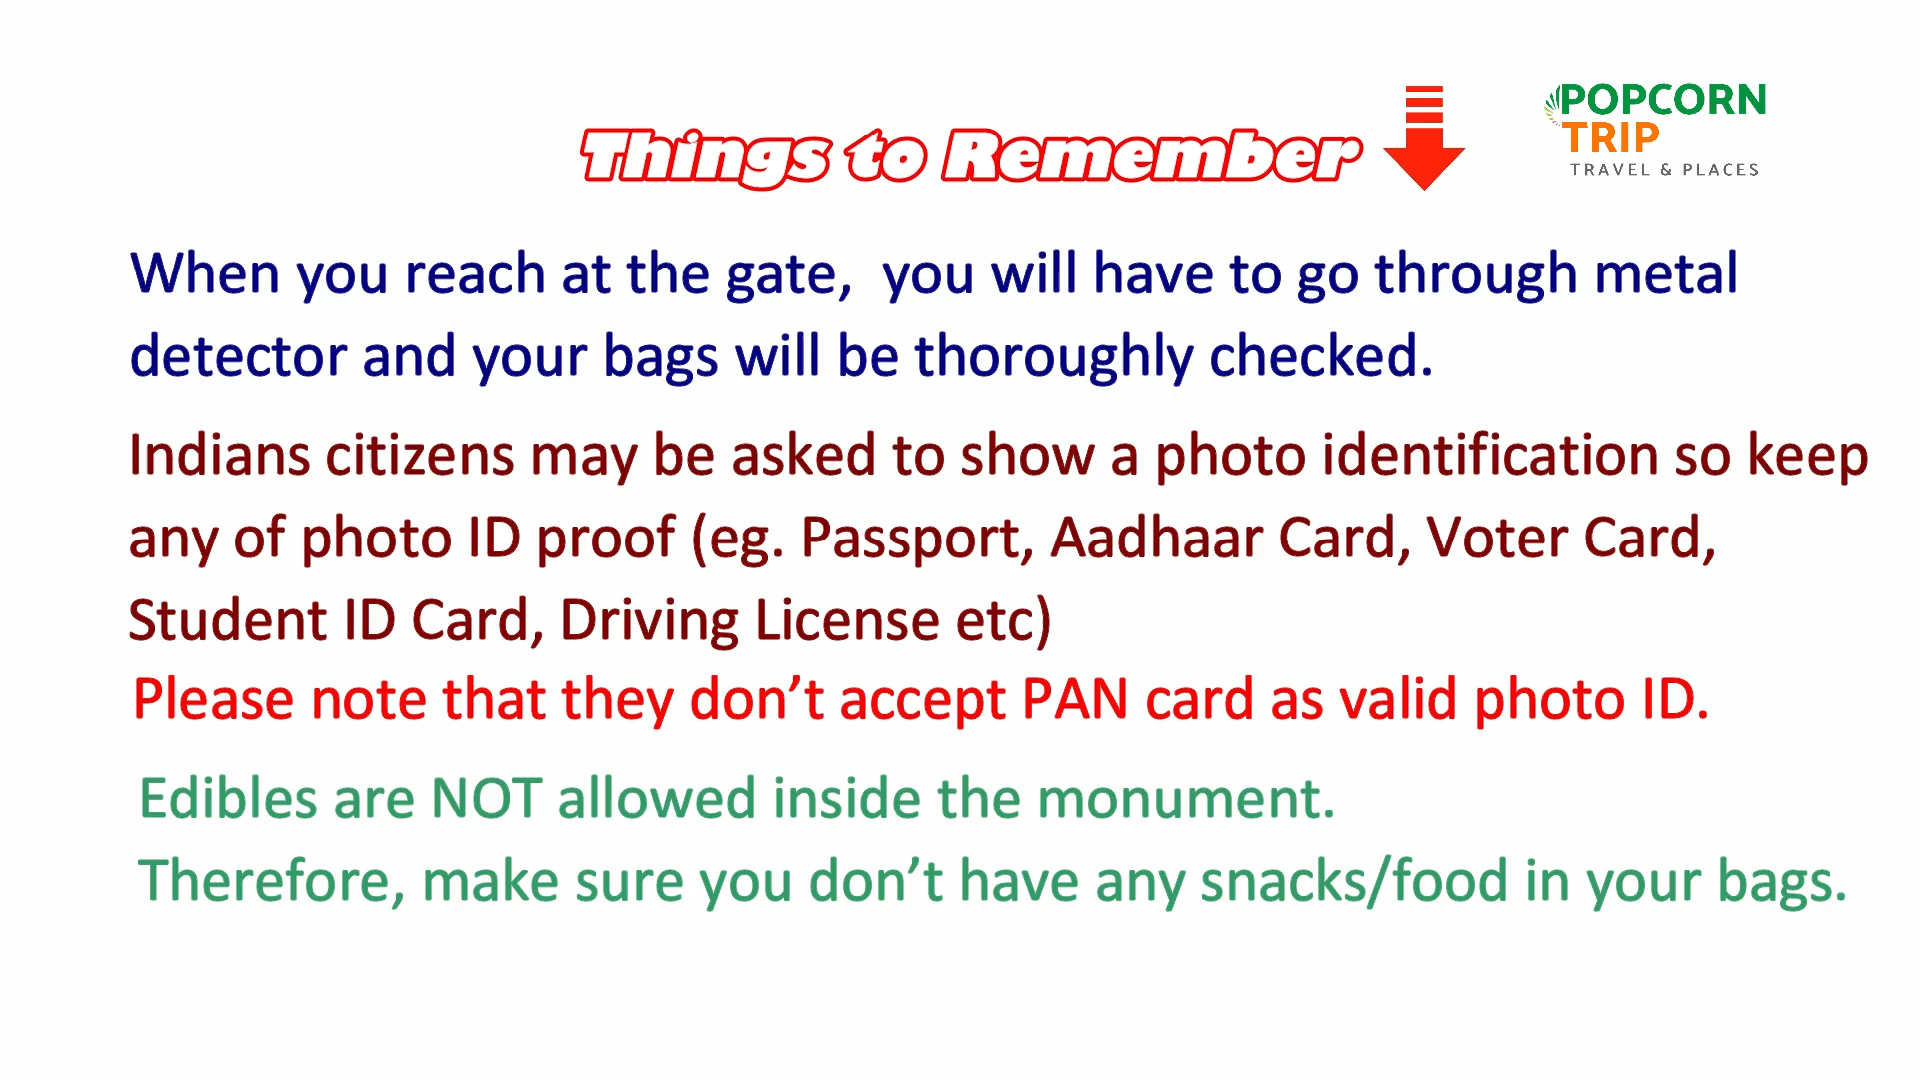 Things to Remember
POPCORN
TRIP
TRAVEL & PLACES
When you reach at the gate,  you will have to go through metal
detector and your bags will be thoroughly checked.
Indians citizens may be asked to show a photo identification so keep
any of photo ID proof (eg. Passport, Aadhaar Card, Voter Card,
Student ID Card, Driving License etc)
Please note that they don’t accept PAN card as valid photo ID.
Edibles are NOT allowed inside the monument.
Therefore, make sure you don’t have any snacks/food in your bags.